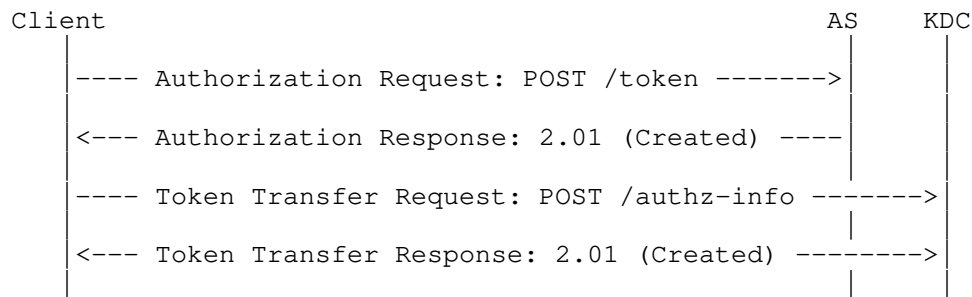 Client AS KDC
|---- Authorization Request: POST /token ------->|
|<--- Authorization Response: 2.01 (Created) ----|
|---- Token Transfer Request: POST /authz-info ------->|
|<--- Token Transfer Response: 2.01 (Created) -------->|